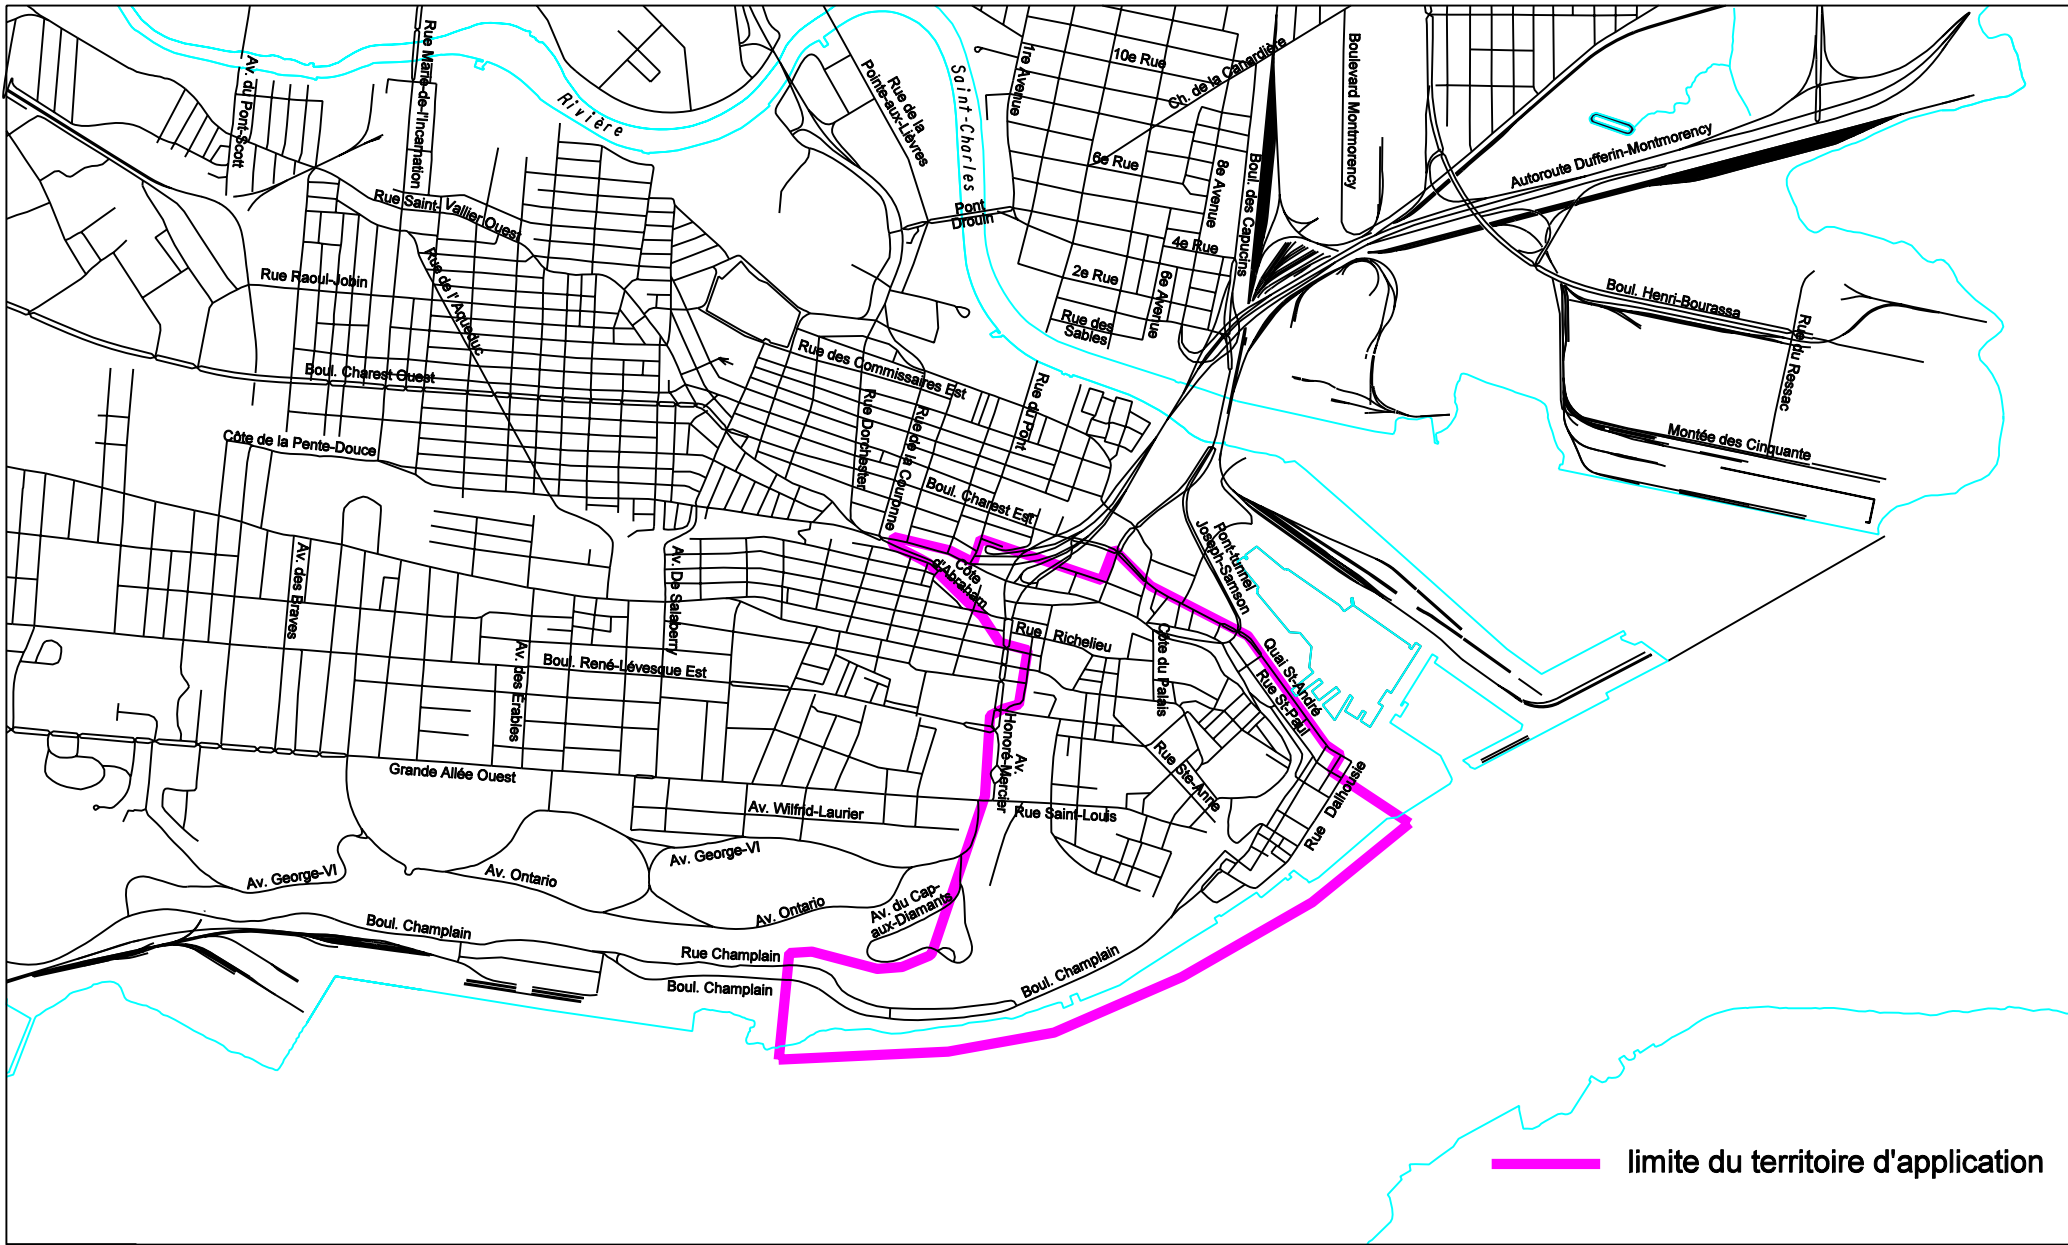 Av. du Pont-Scott
Rue Marie-de-l'Incarnation
Rivière
Saint-Charles
Rue de la
Pointe-aux-Lièvres
1re Avenue
10e Rue
Ch. de la Canardière
Boulevard Montmorency
Autoroute Dufferin-Montmorency
6e Rue
8e Avenue
Boul. des Capucins
Pont
Drouin
4e Rue
2e Rue
6e Avenue
Rue des
Sables
Boul. Henri-Bourassa
Rue du Ressac
Montée des Cinquante
Rue Saint-Vallier Ouest
Rue Raoul-Jobin
Rue de l'Aqueduc
Boul. Charest Ouest
Côte de la Pente-Douce
Rue des Commissaires Est
Rue Dorchester
Rue de la Couronne
Rue du Pont
Boul. Charest Est
Pont-tunnel
Joseph-Samson
Av. des Braves
Av. De Salaberry
Côte
d'Abraham
Rue Richelieu
Côte du Palais
Quai St-André
Rue St-Paul
Av. des Érables
Boul. René-Lévesque Est
Av.
Honoré-Mercier
Rue Ste-Anne
Rue Dalhousie
Grande Allée Ouest
Av. Wilfrid-Laurier
Rue Saint-Louis
Av. George-VI
Av. George-VI
Av. Ontario
Av. Ontario
Av. du Cap-
aux-Diamants
Boul. Champlain
Rue Champlain
Boul. Champlain
Boul. Champlain
limite du territoire d'application